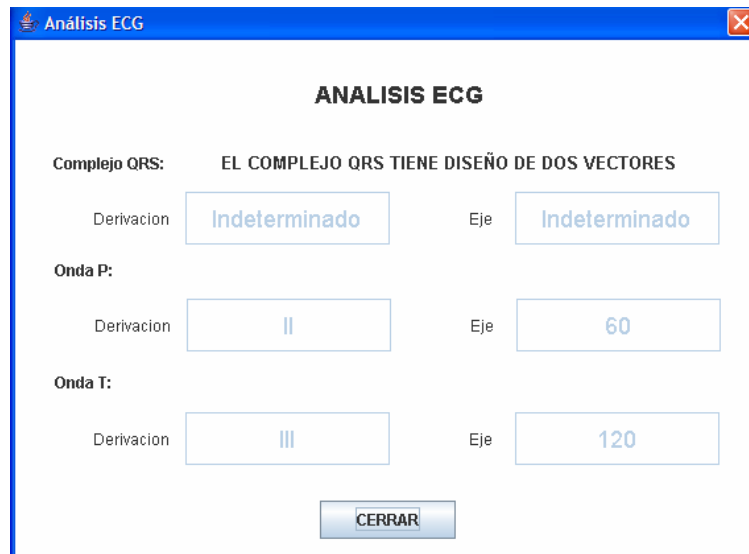 Análisis ECG
ANALISIS ECG
Complejo QRS: EL COMPLEJO QRS TIENE DISEÑO DE DOS VECTORES
Derivacion Indeterminado Eje Indeterminado
Onda P:
Derivacion II Eje 60
Onda T:
Derivacion III Eje 120
CERRAR